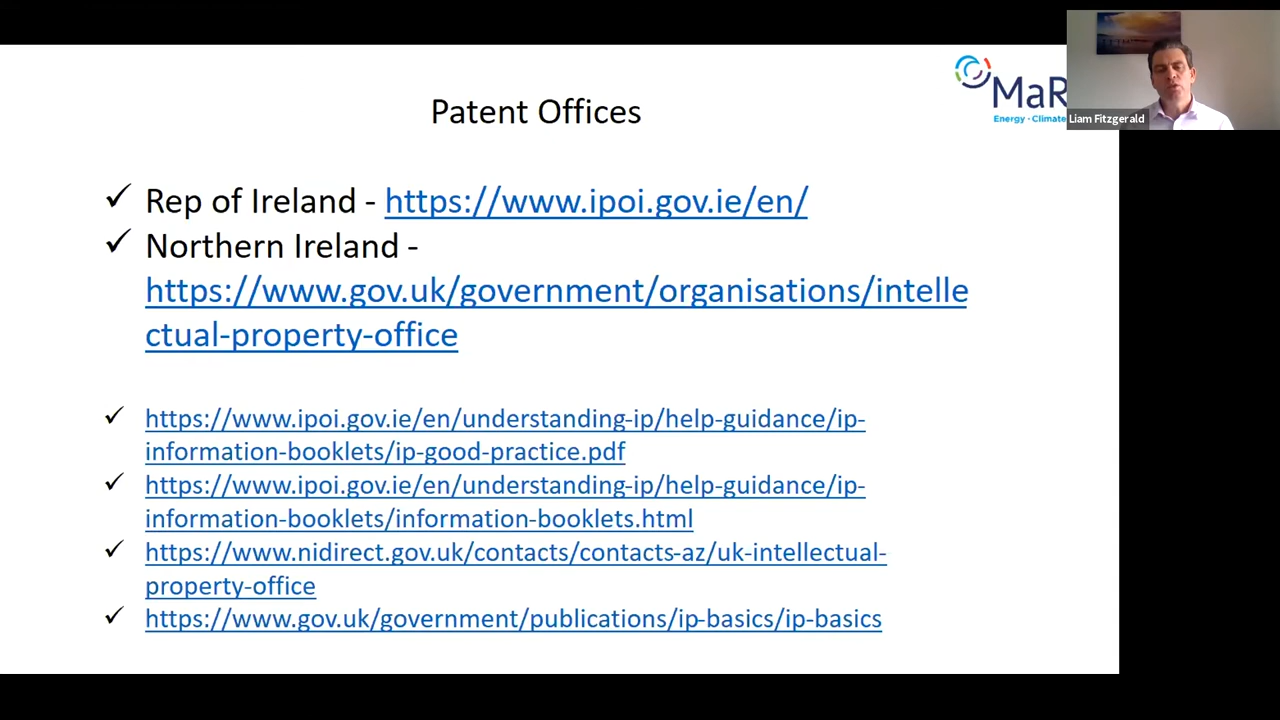 Patent Offices
MaR
Energy · Climate
Liam Fitzgerald
✓ Rep of Ireland - https://www.ipoi.gov.ie/en/
✓ Northern Ireland -
https://www.gov.uk/government/organisations/intelle
ctual-property-office
✓ https://www.ipoi.gov.ie/en/understanding-ip/help-guidance/ip-
information-booklets/ip-good-practice.pdf
✓ https://www.ipoi.gov.ie/en/understanding-ip/help-guidance/ip-
information-booklets/information-booklets.html
✓ https://www.nidirect.gov.uk/contacts/contacts-az/uk-intellectual-
property-office
✓ https://www.gov.uk/government/publications/ip-basics/ip-basics